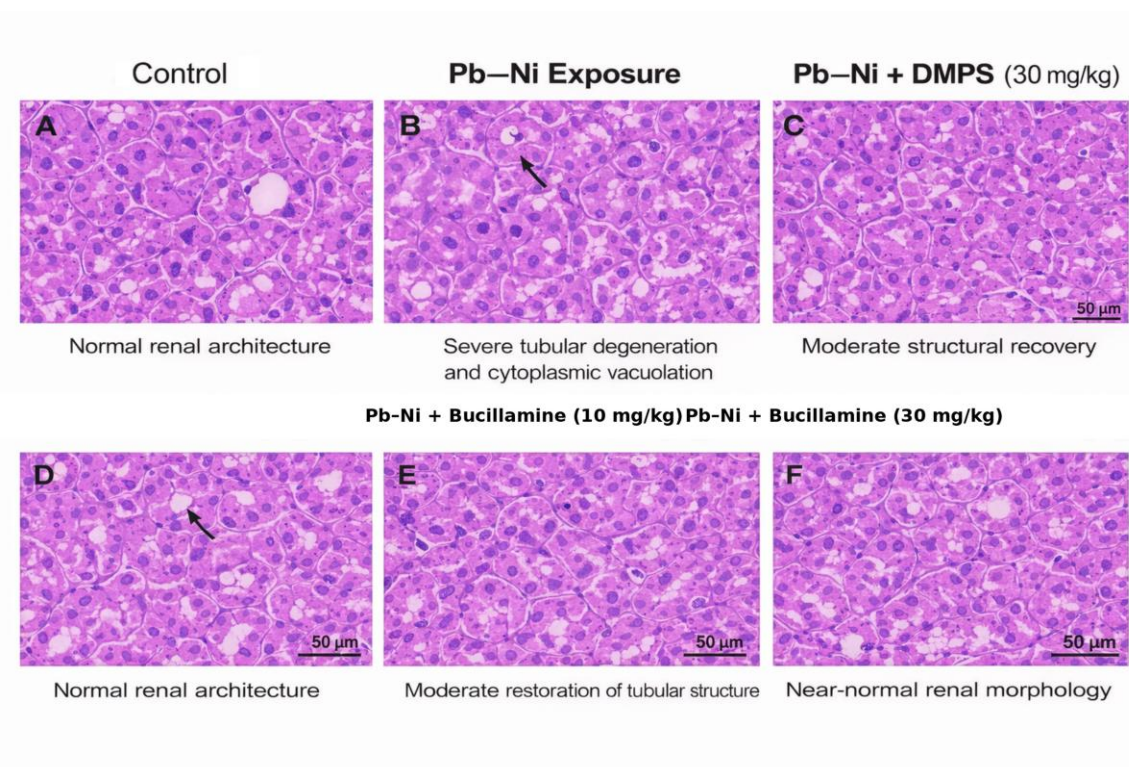 Control
Pb—Ni Exposure
Pb—Ni + DMPS (30 mg/kg)
A
B
C
50 µm
Normal renal architecture
Severe tubular degeneration
and cytoplasmic vacuolation
Moderate structural recovery
Pb–Ni + Bucillamine (10 mg/kg)
Pb–Ni + Bucillamine (30 mg/kg)
D
E
F
50 µm
50 µm
50 µm
Normal renal architecture
Moderate restoration of tubular structure
Near-normal renal morphology